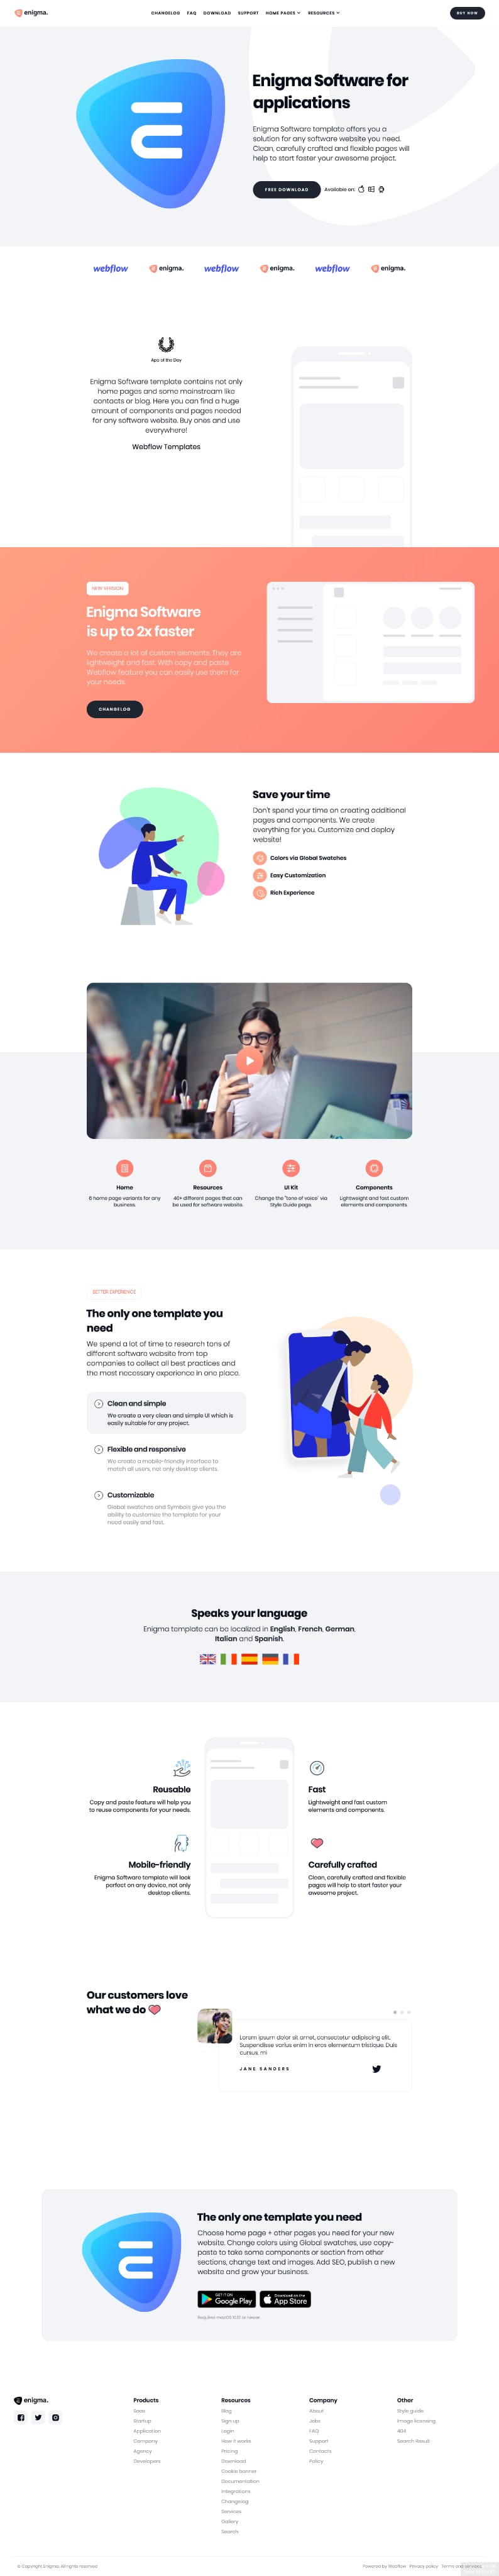 enigma.
CHANGELOG FAQ DOWNLOAD SUPPORT HOME PAGES RESOURCES
BUY NOW
Enigma Software for
applications
Enigma Software template offers you a
solution for any software website you need.
Clean, carefully crafted and flexible pages will
help to start faster your awesome project.
FREE DOWNLOAD
Available on:
webflow enigma. webflow enigma. webflow enigma.
App of the Day
Enigma Software template contains not only
home pages and some mainstream like
contacts or blog. Here you can find a huge
amount of components and pages needed
for any software website. Buy ones and use
everywhere!
Webflow Templates
NEW VERSION
Enigma Software
is up to 2x faster
We create a lot of custom elements. They are
lightweight and fast. With copy and paste
Webflow feature you can easily use them for
your needs.
CHANGELOG
Save your time
Don't spend your time on creating additional
pages and components. We create
everything for you. Customize and deploy
website!
Colors via Global Swatches
Easy Customization
Rich Experience
Home
6 home page variants for any
business.
Resources
40+ different pages that can
be used for software website.
UI Kit
Change the "tone of voice" via
Style Guide page.
Components
Lightweight and fast custom
elements and components.
BETTER EXPERIENCE
The only one template you
need
We spend a lot of time to research tons of
different software website from top
companies to collect all best practices and
the most necessary experience in one place.
Clean and simple
We create a very clean and simple UI which is
easily suitable for any project.
Flexible and responsive
We create a mobile-friendly interface to
match all users, not only desktop clients.
Customizable
Global swatches and Symbols give you the
ability to customize the template for your
need easily and fast.
Speaks your language
Enigma template can be localized in English, French, German,
Italian and Spanish.
Reusable
Copy and paste feature will help you
to reuse components for your needs.
Fast
Lightweight and fast custom
elements and components.
Mobile-friendly
Enigma Software template will look
perfect on any device, not only
desktop clients.
Carefully crafted
Clean, carefully crafted and flexible
pages will help to start faster your
awesome project.
Our customers love
what we do
Lorem ipsum dolor sit amet, consectetur adipiscing elit.
Suspendisse varius enim in eros elementum tristique. Duis
cursus, mi
JANE SANDERS
The only one template you need
Choose home page + other pages you need for your new
website. Change colors using Global swatches, use copy-
paste to take some components or section from other
sections, change text and images. Add SEO, publish a new
website and grow your business.
GET IT ON
Google Play
Download on the
App Store
Requires macOS 10.10 or newer
enigma.
Products
Saas
Startup
Application
Company
Agency
Developers
Resources
Blog
Sign up
Login
How it works
Pricing
Download
Cookie banner
Documentation
Integrations
Changelog
Services
Gallery
Search
Company
About
Jobs
FAQ
Support
Contacts
Policy
Other
Style guide
Image licensing
404
Search Result
© Copyright Enigma. All rights reserved
Powered by Webflow Privacy policy Terms and services